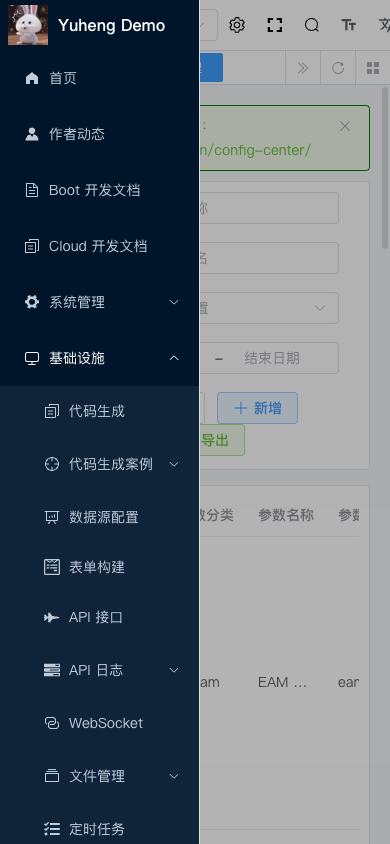 Yuheng Demo
首页
作者动态
Boot 开发文档
Cloud 开发文档
系统管理
基础设施
代码生成
代码生成案例
数据源配置
表单构建
API 接口
API 日志
WebSocket
文件管理
定时任务
:
n/config-center/
称
名
置
- 结束日期
+ 新增
导出
数分类 参数名称 参数
am EAM ... ear